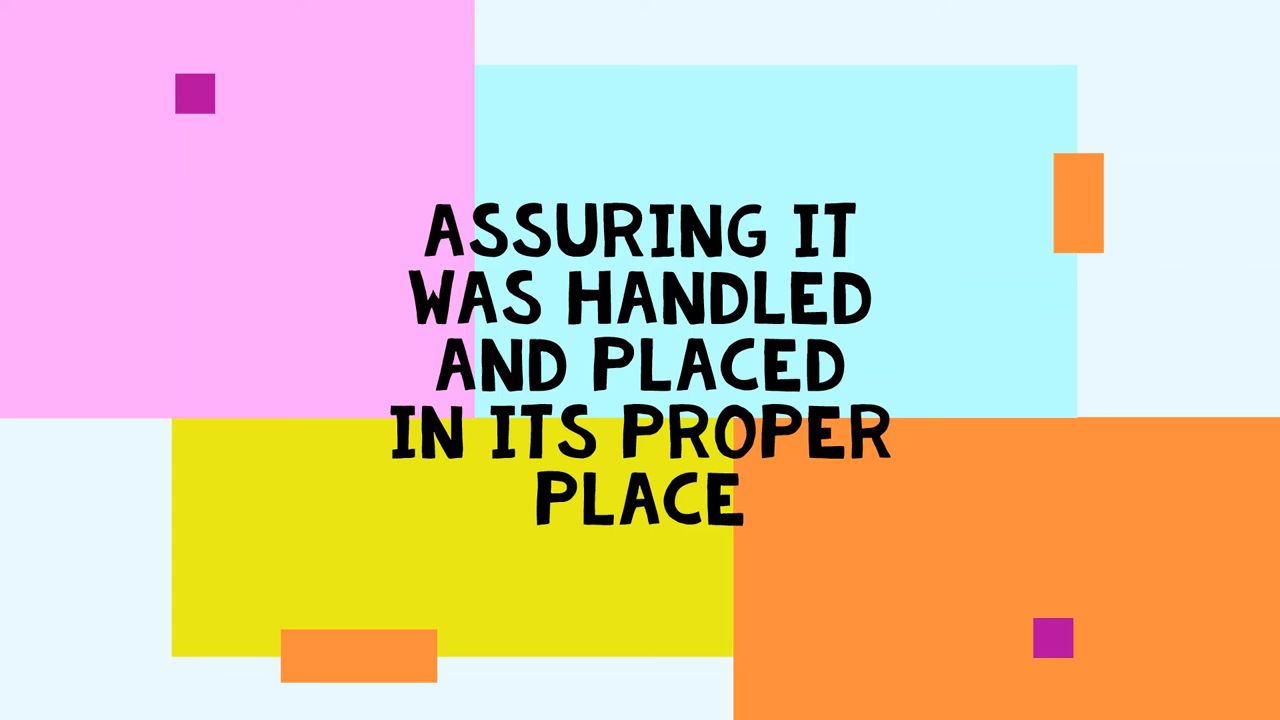 ASSURING IT
WAS HANDLED
AND PLACED
IN ITS PROPER
PLACE